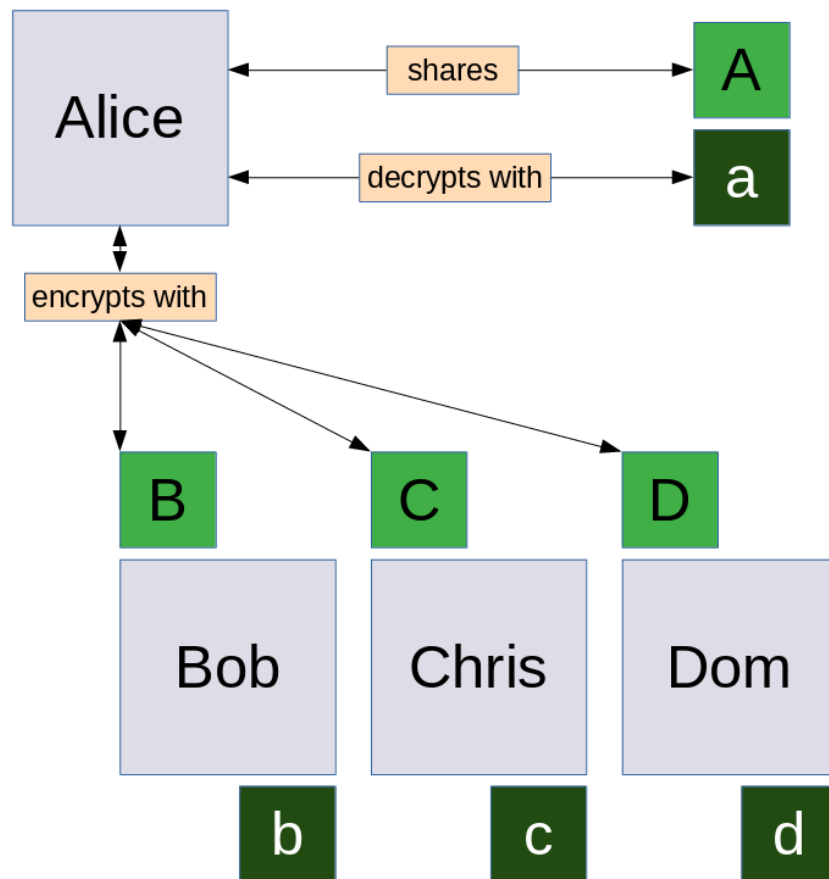 Alice
shares
A
decrypts with
a
encrypts with
B
C
D
Bob
Chris
Dom
b
c
d